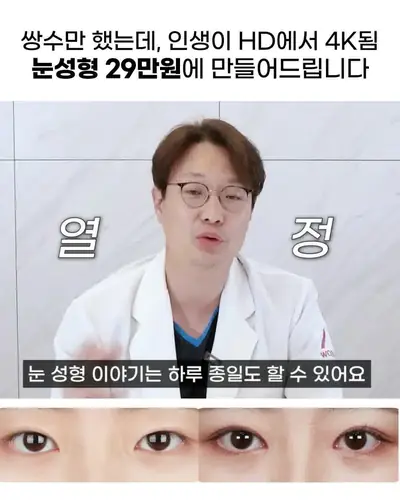 쌍수만 했는데, 인생이 HD에서 4K됨
눈성형 29만원에 만들어드립니다
열 정
눈 성형 이야기는 하루 종일도 할 수 있어요